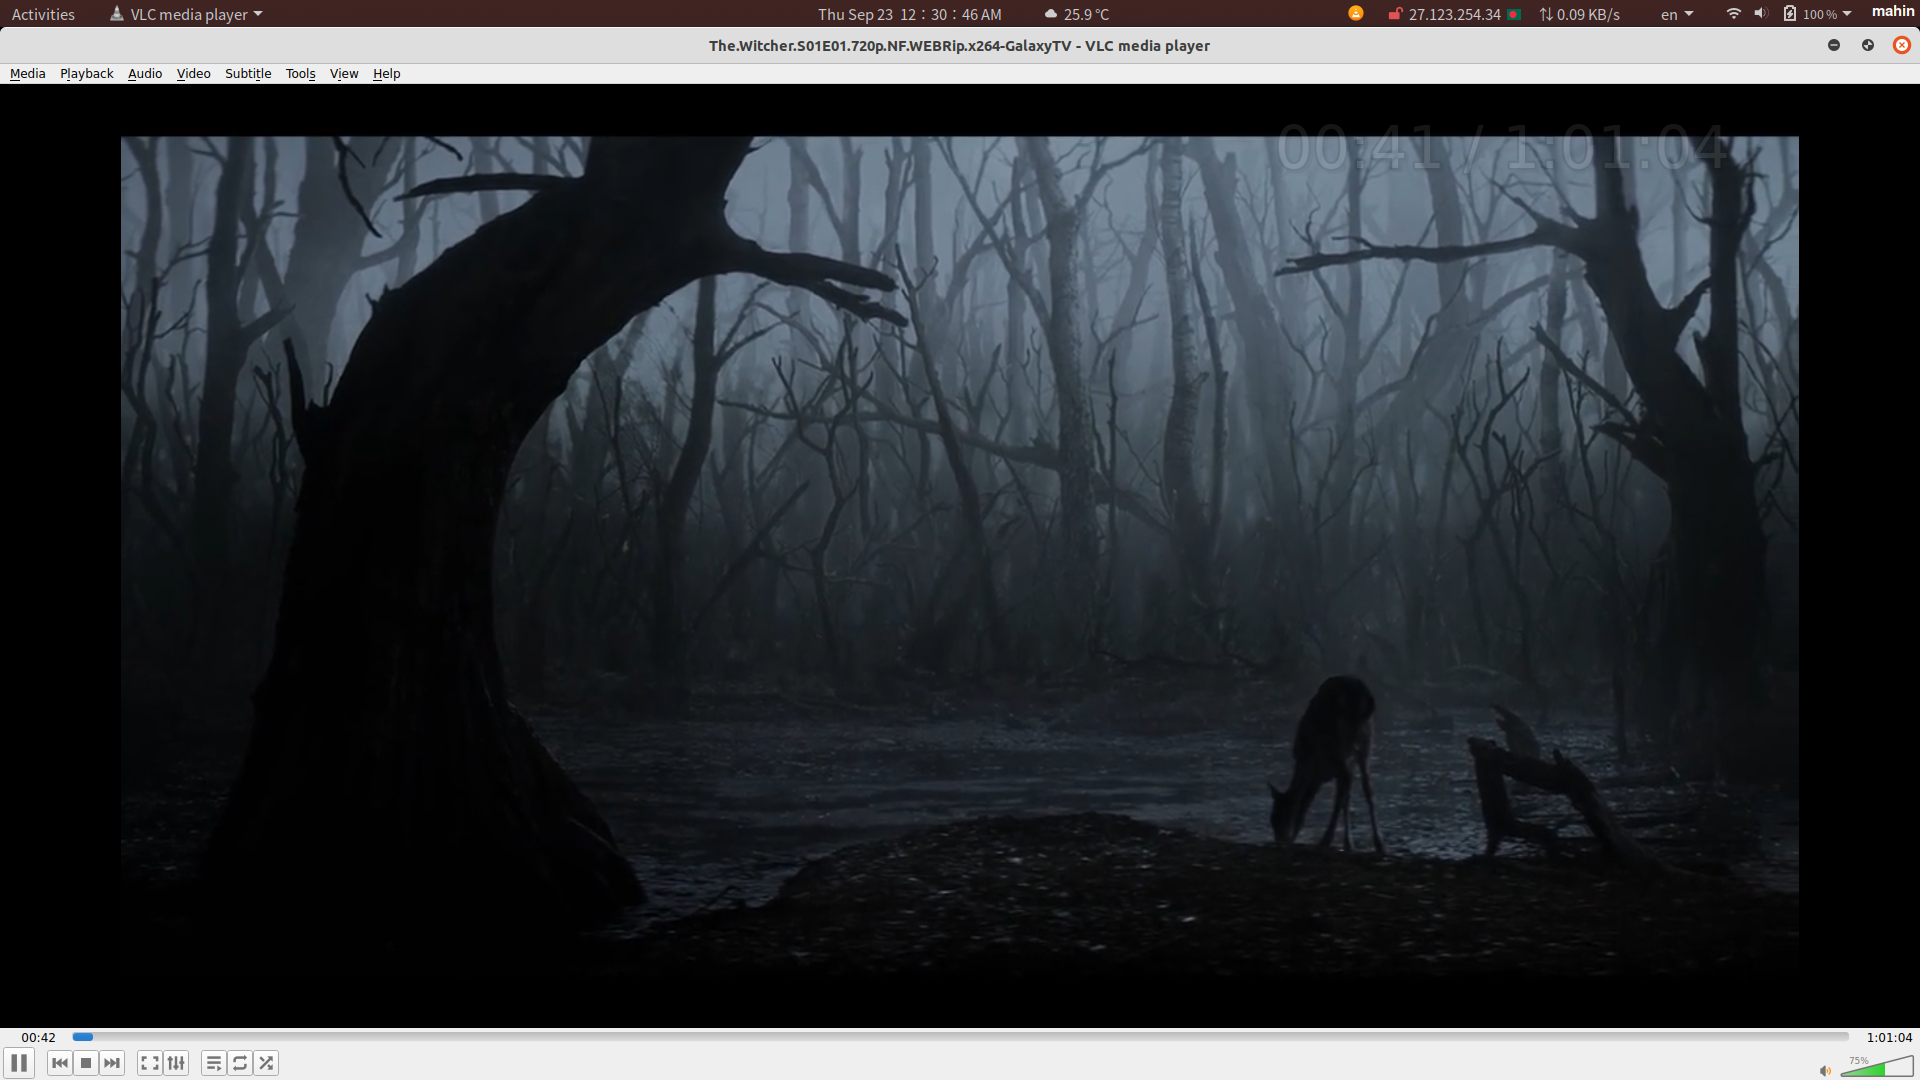 Activities VLC media player Thu Sep 23 12:30:46 AM 25.9 °C 27.123.254.34 0.09 KB/s en 100 % mahin
The.Witcher.S01E01.720p.NF.WEBRip.x264-GalaxyTV - VLC media player
Media Playback Audio Video Subtitle Tools View Help
00:41 / 1:01:04
00:42 1:01:04
75%